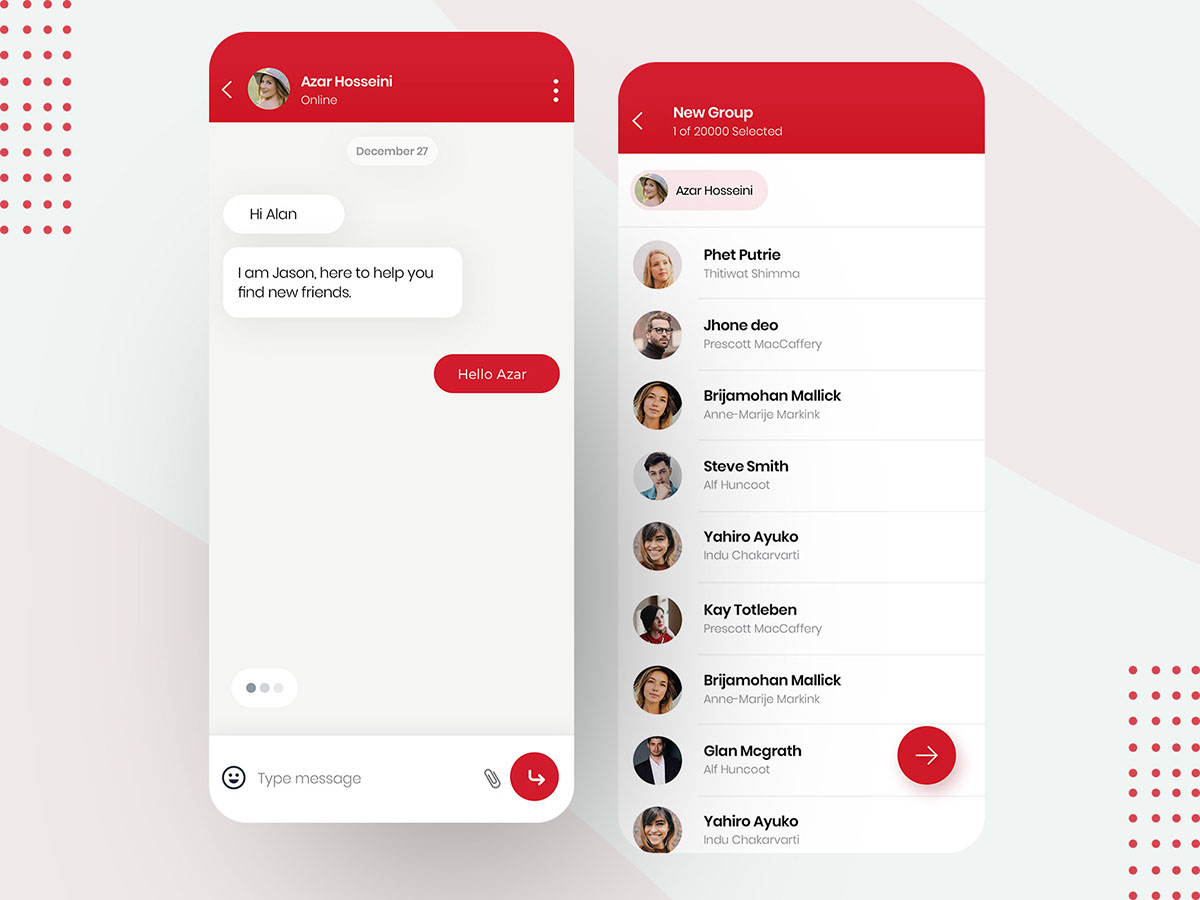 Azar Hosseini
Online
December 27
Hi Alan
I am Jason, here to help you
find new friends.
Hello Azar
Type message
New Group
1 of 20000 Selected
Azar Hosseini
Phet Putrie
Thitiwat Shimma
Jhone deo
Prescott MacCaffery
Brijamohan Mallick
Anne-Marije Markink
Steve Smith
Alf Huncoot
Yahiro Ayuko
Indu Chakarvarti
Kay Totleben
Prescott MacCaffery
Brijamohan Mallick
Anne-Marije Markink
Glan Mcgrath
Alf Huncoot
Yahiro Ayuko
Indu Chakarvarti